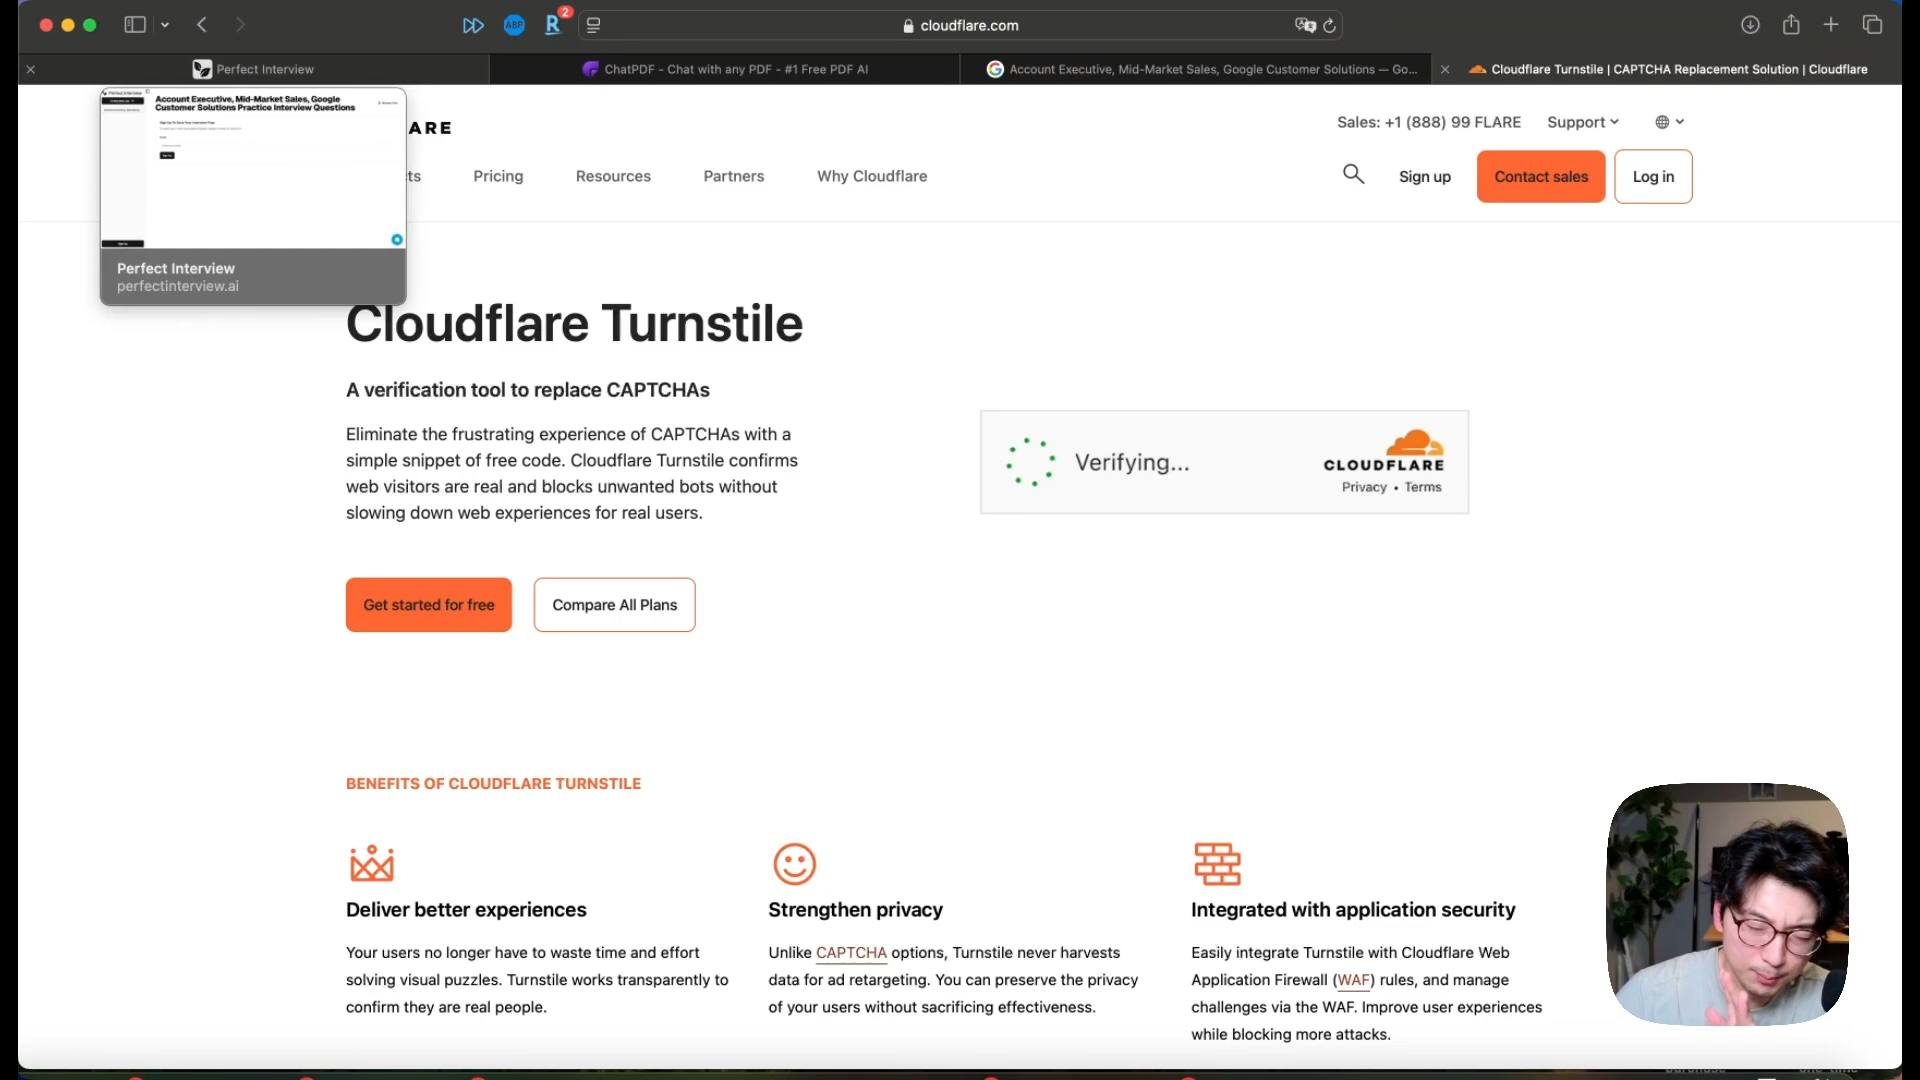 ABP
R
2
cloudflare.com
Perfect Interview
ChatPDF - Chat with any PDF - #1 Free PDF AI
Account Executive, Mid-Market Sales, Google Customer Solutions — Go...
Cloudflare Turnstile | CAPTCHA Replacement Solution | Cloudflare
Account Executive, Mid-Market Sales, Google
Customer Solutions Practice Interview Questions
Perfect Interview
perfectinterview.ai
ARE
Sales: +1 (888) 99 FLARE
Support
cts
Pricing
Resources
Partners
Why Cloudflare
Sign up
Contact sales
Log in
Cloudflare Turnstile
A verification tool to replace CAPTCHAs
Eliminate the frustrating experience of CAPTCHAs with a
simple snippet of free code. Cloudflare Turnstile confirms
web visitors are real and blocks unwanted bots without
slowing down web experiences for real users.
Get started for free
Compare All Plans
Verifying...
CLOUDFLARE
Privacy • Terms
BENEFITS OF CLOUDFLARE TURNSTILE
Deliver better experiences
Your users no longer have to waste time and effort
solving visual puzzles. Turnstile works transparently to
confirm they are real people.
Strengthen privacy
Unlike CAPTCHA options, Turnstile never harvests
data for ad retargeting. You can preserve the privacy
of your users without sacrificing effectiveness.
Integrated with application security
Easily integrate Turnstile with Cloudflare Web
Application Firewall (WAF) rules, and manage
challenges via the WAF. Improve user experiences
while blocking more attacks.